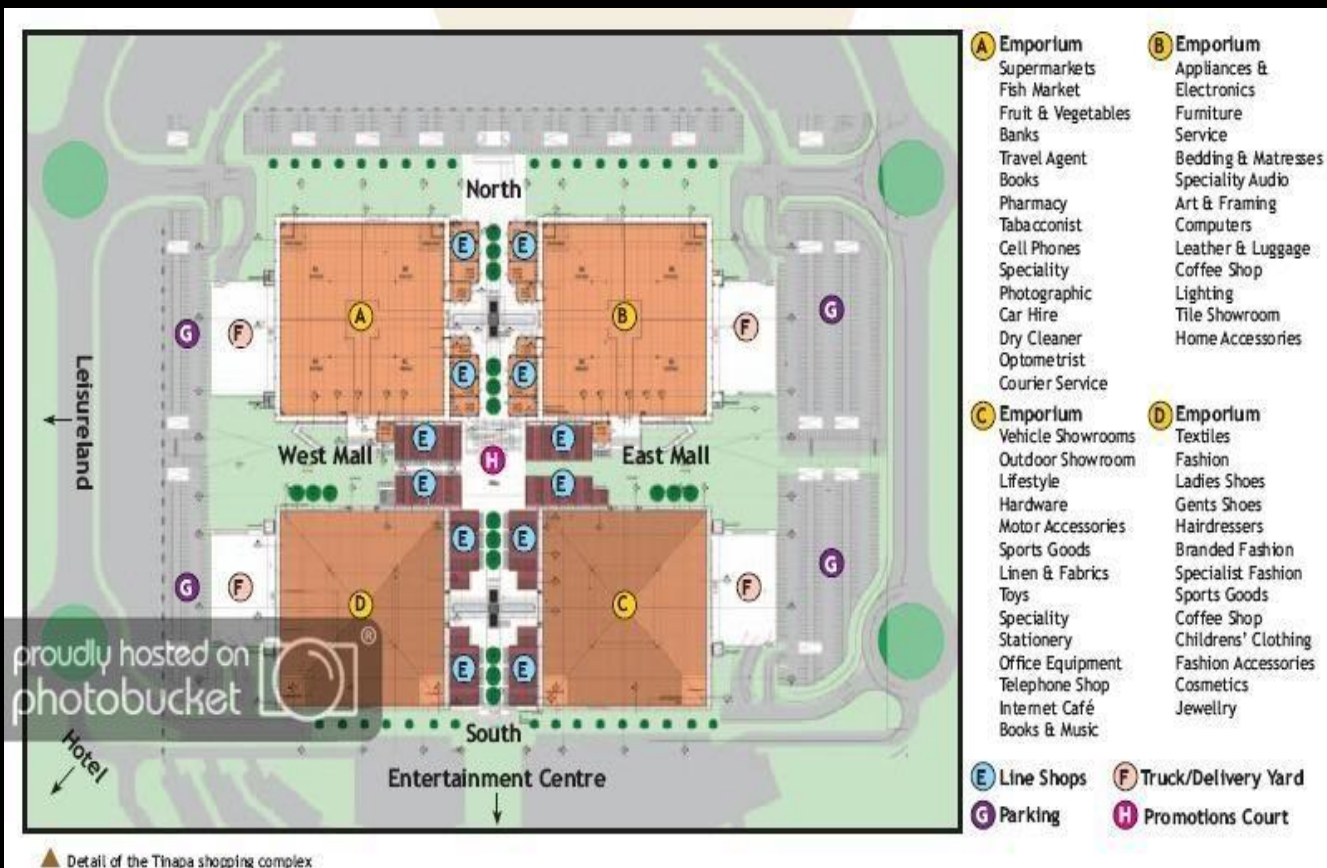 North
E
E
A
B
G
F
F
G
E
E
Leisureland
West Mall
E
E
East Mall
H
E
E
E
E
G
F
D
C
F
G
E
E
proudly hosted on
photobucket
®
South
Hotel
Entertainment Centre
A Emporium
Supermarkets
Fish Market
Fruit & Vegetables
Banks
Travel Agent
Books
Pharmacy
Tabacconist
Cell Phones
Speciality
Photographic
Car Hire
Dry Cleaner
Optometrist
Courier Service
B Emporium
Appliances &
Electronics
Furniture
Service
Bedding & Matresses
Speciality Audio
Art & Framing
Computers
Leather & Luggage
Coffee Shop
Lighting
Tile Showroom
Home Accessories
C Emporium
Vehicle Showrooms
Outdoor Showroom
Lifestyle
Hardware
Motor Accessories
Sports Goods
Linen & Fabrics
Toys
Speciality
Stationery
Office Equipment
Telephone Shop
Internet Café
Books & Music
D Emporium
Textiles
Fashion
Ladies Shoes
Gents Shoes
Hairdressers
Branded Fashion
Specialist Fashion
Sports Goods
Coffee Shop
Childrens' Clothing
Fashion Accessories
Cosmetics
Jewellry
E Line Shops
F Truck/Delivery Yard
G Parking
H Promotions Court
Detail of the Tinapa shopping complex